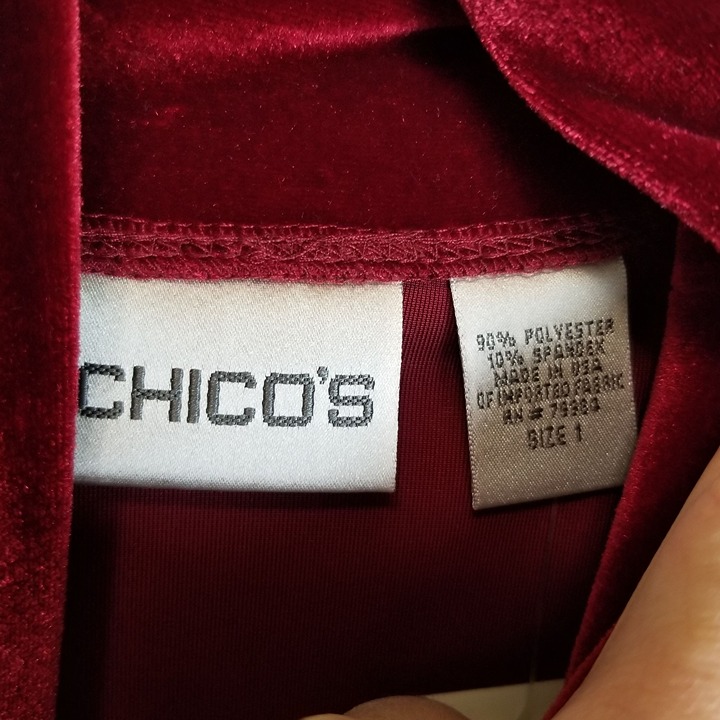 CHICO'S
90% POLYESTER
10% SPANDEX
MADE IN USA
OF IMPORTED FABRIC
RN #
SIZE 1